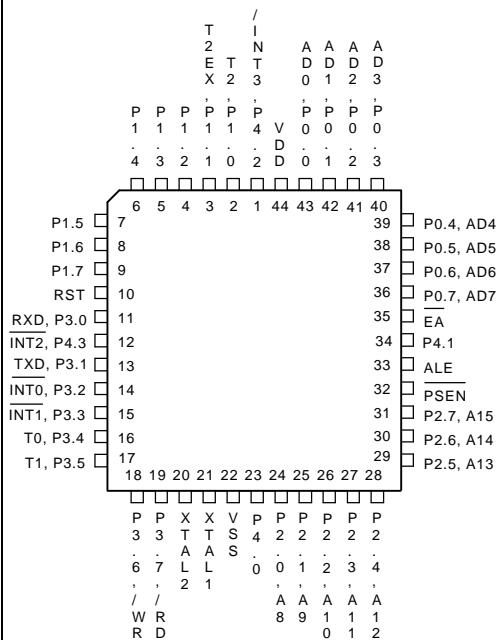 P1.4
P1.3
P1.2
T2EX, P1.1
T2, P1.0
/INT3, P4.2
VDD
AD0, P0.0
AD1, P0.1
AD2, P0.2
AD3, P0.3
6 5 4 3 2 1 44 43 42 41 40
P1.5 7
P1.6 8
P1.7 9
RST 10
RXD, P3.0 11
INT2, P4.3 12
TXD, P3.1 13
INT0, P3.2 14
INT1, P3.3 15
T0, P3.4 16
T1, P3.5 17
39 P0.4, AD4
38 P0.5, AD5
37 P0.6, AD6
36 P0.7, AD7
35 EA
34 P4.1
33 ALE
32 PSEN
31 P2.7, A15
30 P2.6, A14
29 P2.5, A13
18 19 20 21 22 23 24 25 26 27 28
P3.6, /WR
P3.7, /RD
XTAL2
XTAL1
VSS
P4.0
P2.0, A8
P2.1, A9
P2.2, A10
P2.3, A11
P2.4, A12